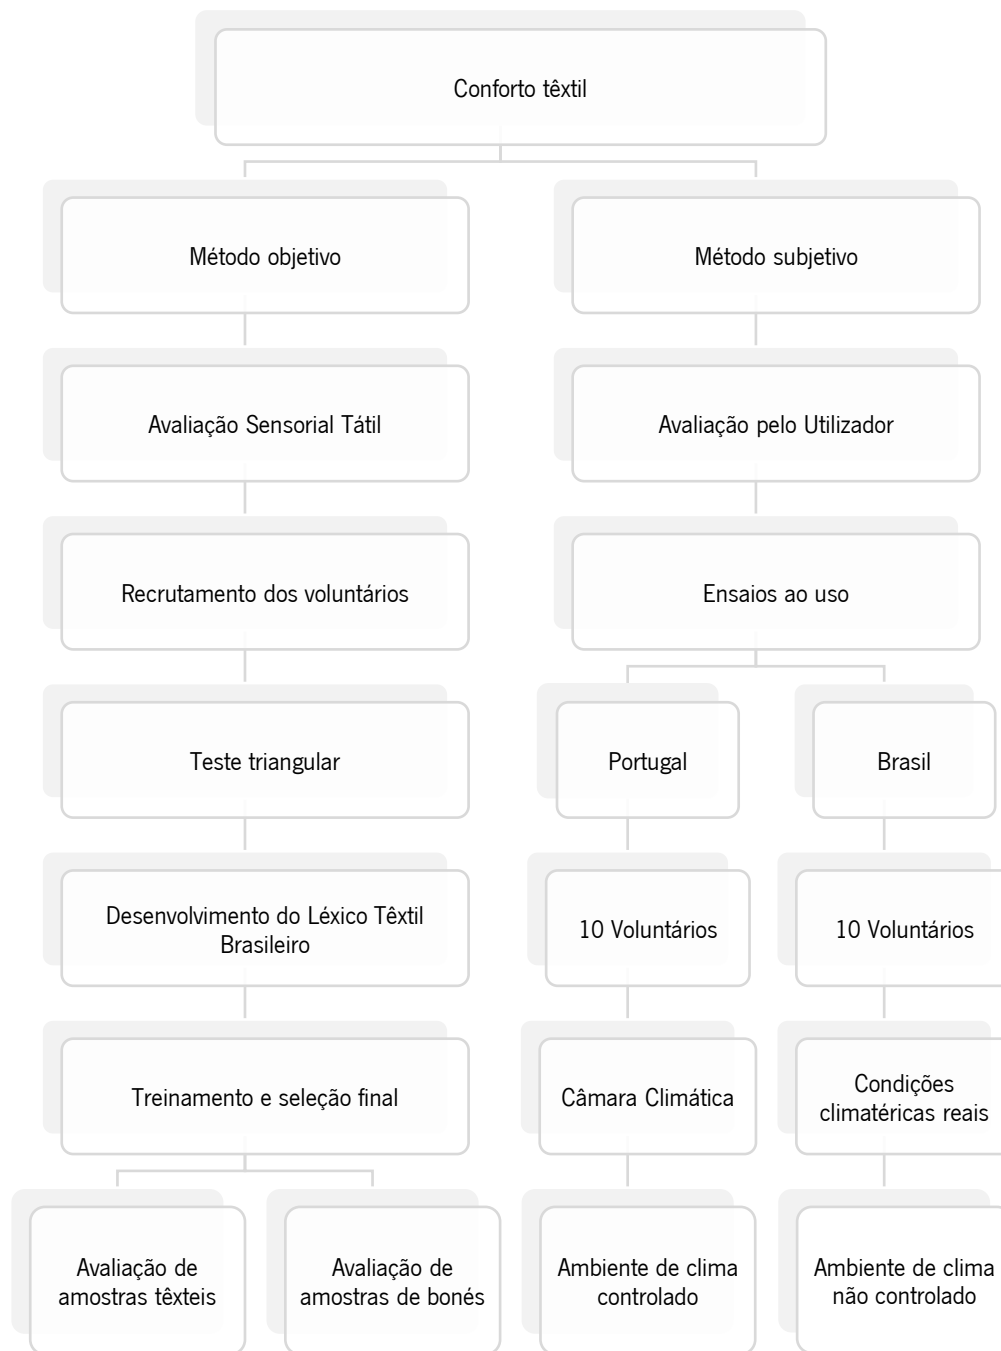 Conforto têxtil
Método objetivo
Método subjetivo
Avaliação Sensorial Tátil
Avaliação pelo Utilizador
Recrutamento dos voluntários
Ensaios ao uso
Teste triangular
Portugal
Brasil
Desenvolvimento do Léxico Têxtil
Brasileiro
10 Voluntários
10 Voluntários
Treinamento e seleção final
Câmara Climática
Condições
climatéricas reais
Avaliação de
amostras têxteis
Avaliação de
amostras de bonés
Ambiente de clima
controlado
Ambiente de clima
não controlado